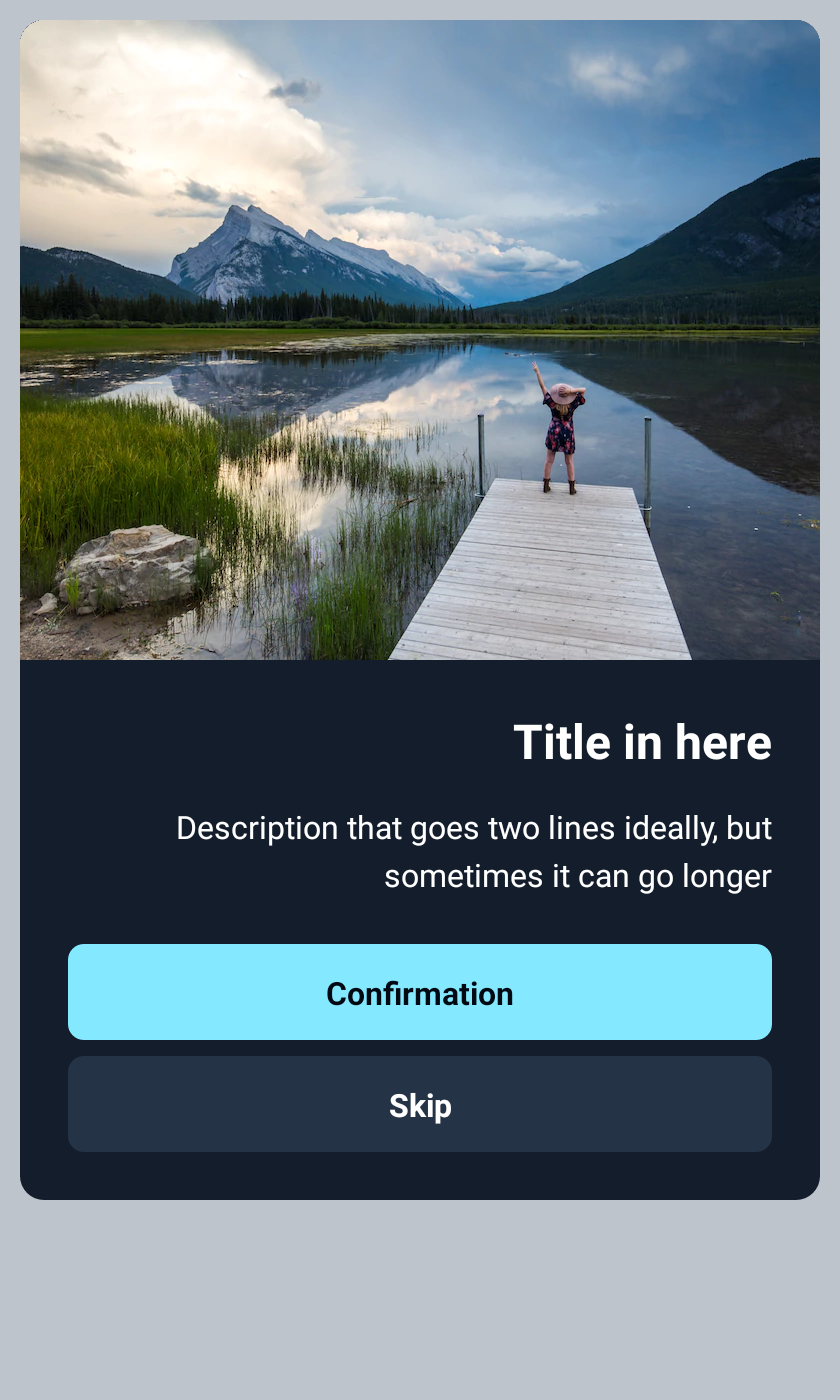 Title in here
Description that goes two lines ideally, but
sometimes it can go longer
Confirmation
Skip